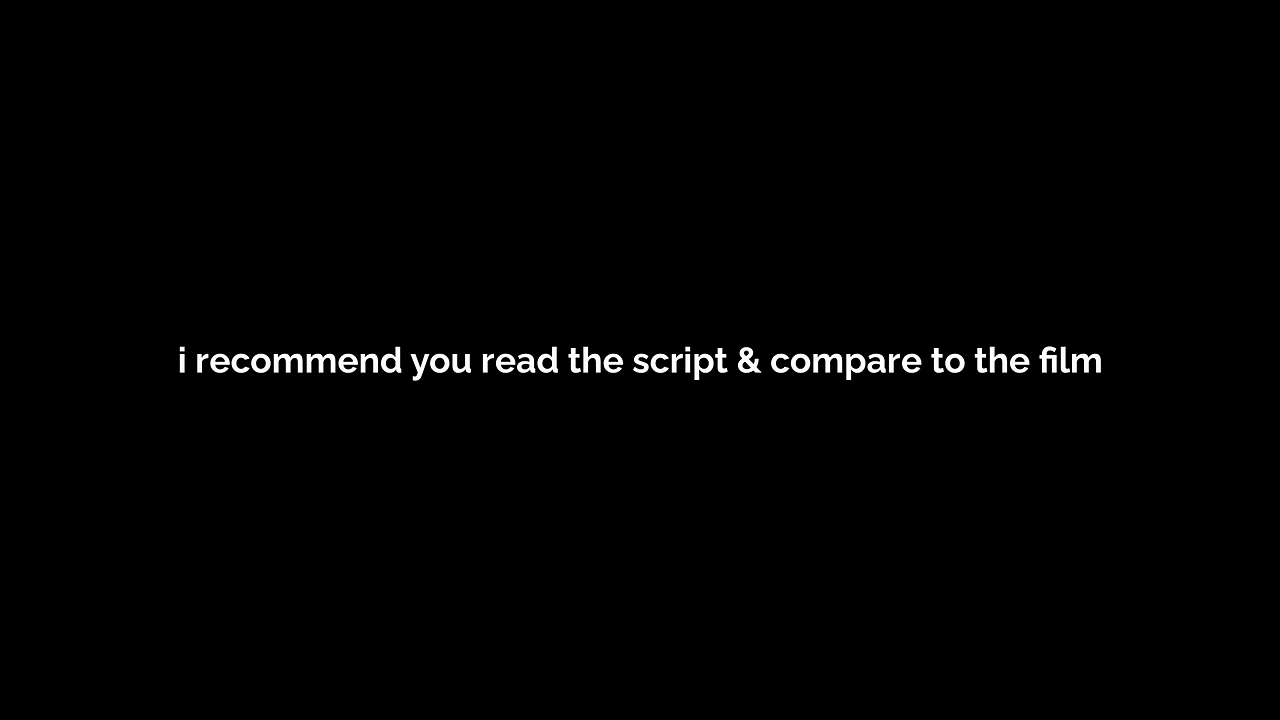 i recommend you read the script & compare to the film